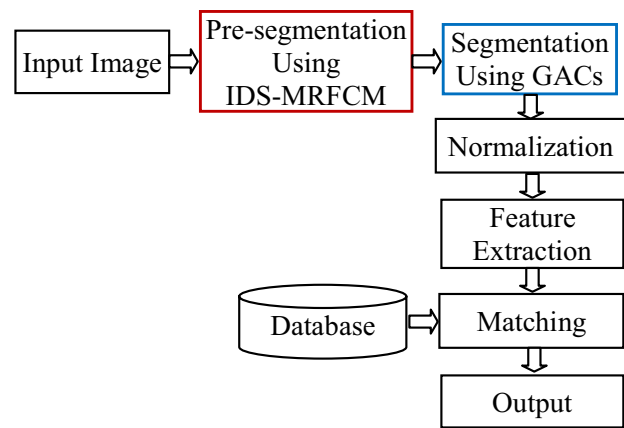 Input Image
Pre-segmentation
Using
IDS-MRFCM
Segmentation
Using GACs
Normalization
Feature
Extraction
Database
Matching
Output